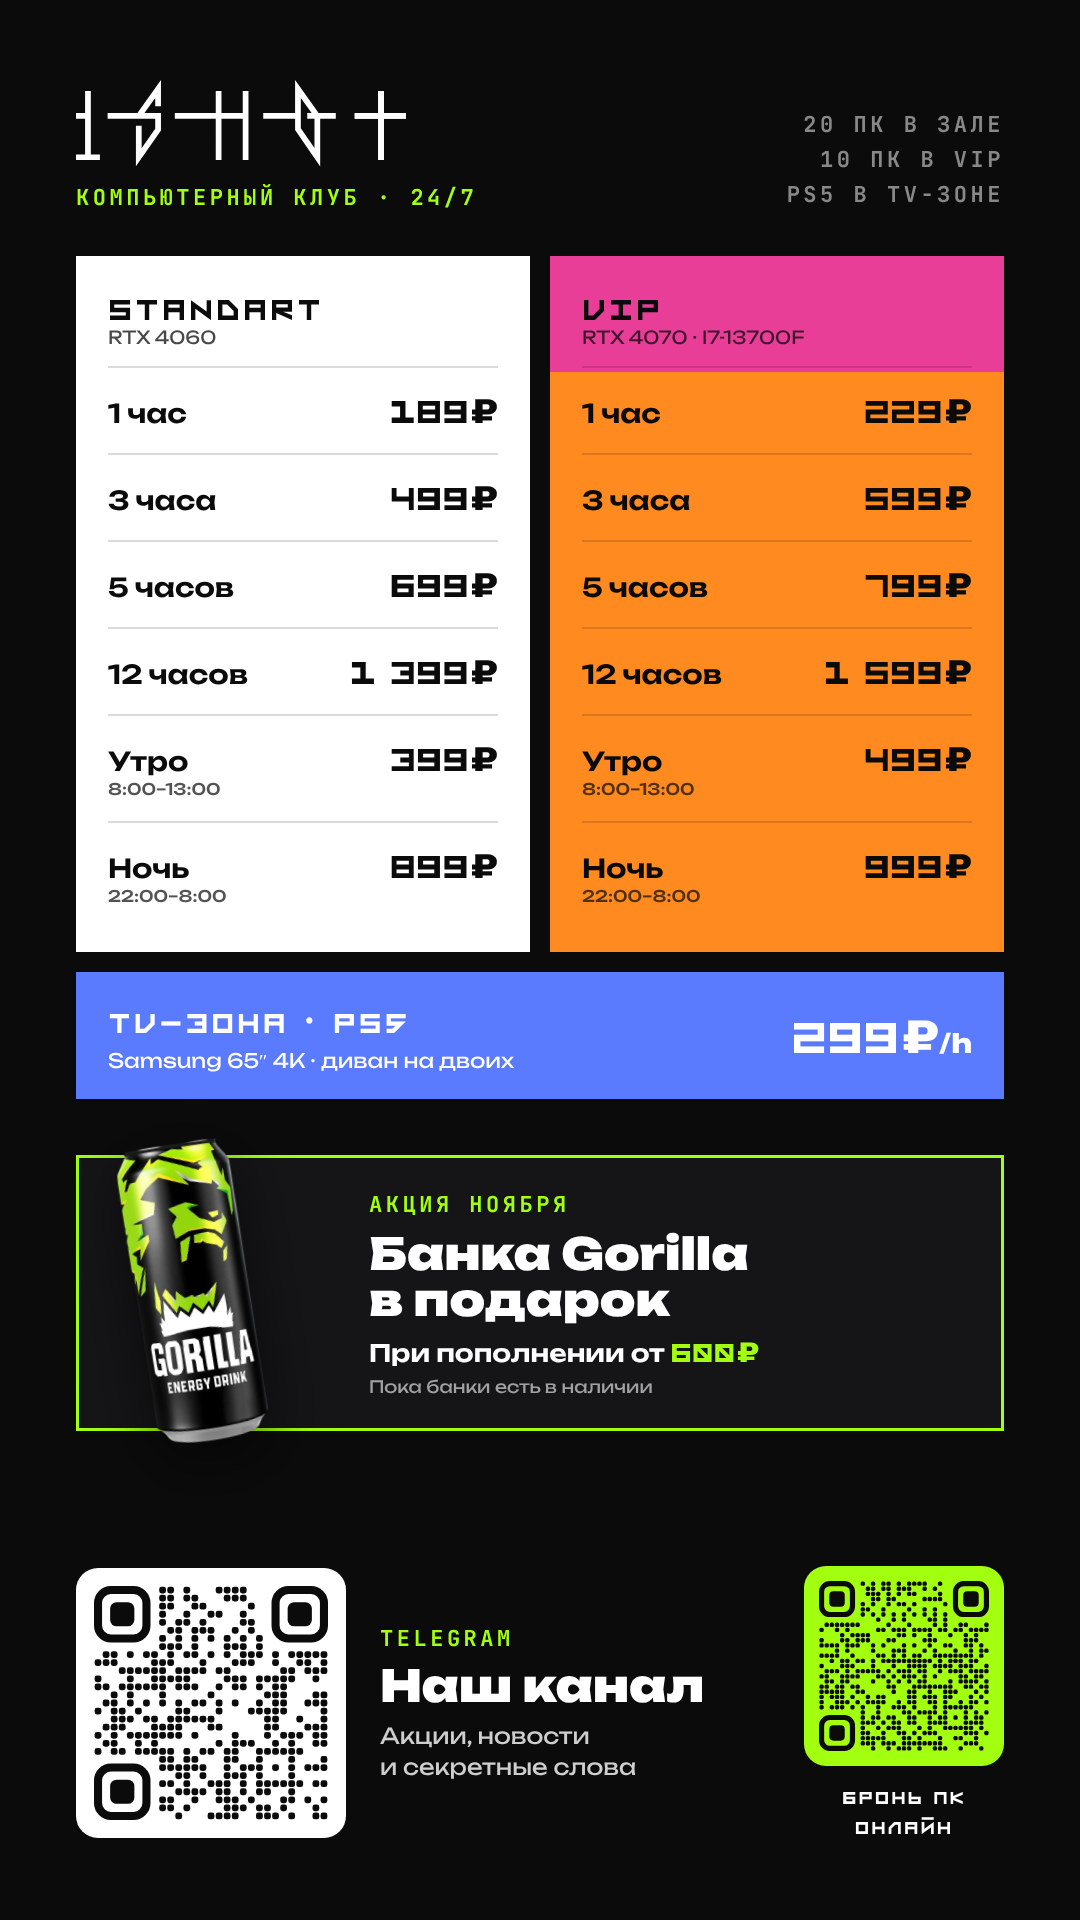 КОМПЬЮТЕРНЫЙ КЛУБ · 24/7
20 ПК В ЗАЛЕ
10 ПК В VIP
PS5 В TV-ЗОНЕ
STANDART
RTX 4060
1 час 189₽
3 часа 499₽
5 часов 699₽
12 часов 1 399₽
Утро 399₽
8:00–13:00
Ночь 899₽
22:00–8:00
VIP
RTX 4070 · I7-13700F
1 час 229₽
3 часа 599₽
5 часов 799₽
12 часов 1 599₽
Утро 499₽
8:00–13:00
Ночь 999₽
22:00–8:00
TV-ЗОНА · PS5
Samsung 65″ 4K · диван на двоих
299₽/h
GORILLA
ENERGY DRINK
АКЦИЯ НОЯБРЯ
Банка Gorilla
в подарок
При пополнении от 600₽
Пока банки есть в наличии
TELEGRAM
Наш канал
Акции, новости
и секретные слова
БРОНЬ ПК
ОНЛАЙН